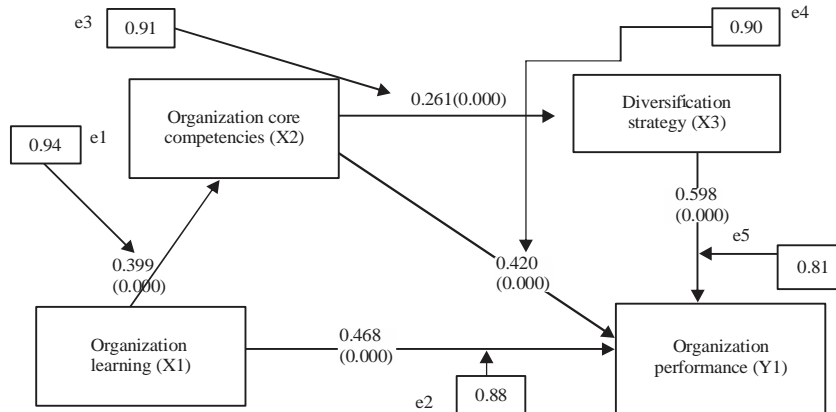 e3
0.91
e4
0.90
0.261(0.000)
Organization core
competencies (X2)
Diversification
strategy (X3)
e1
0.94
0.598
(0.000)
e5
0.81
0.399
(0.000)
0.420
(0.000)
Organization
learning (X1)
0.468
(0.000)
Organization
performance (Y1)
e2
0.88